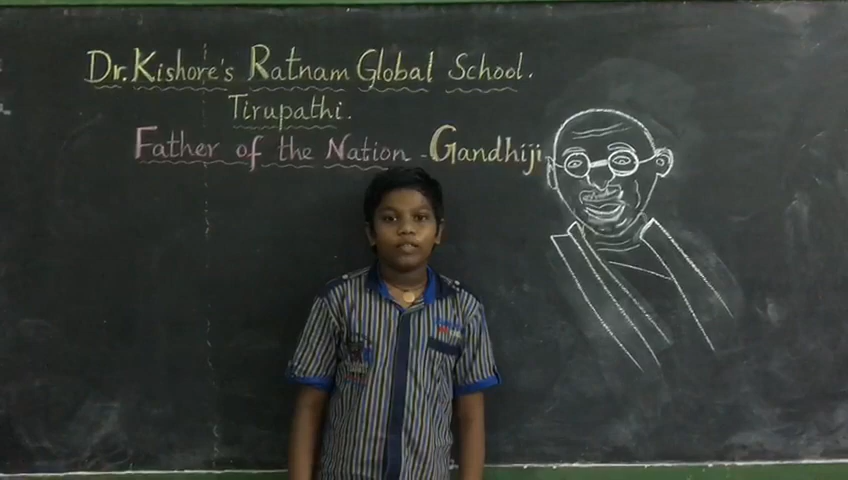 Dr. Kishore's Ratnam Global School.
Tirupathi.
Father of the Nation - Gandhiji